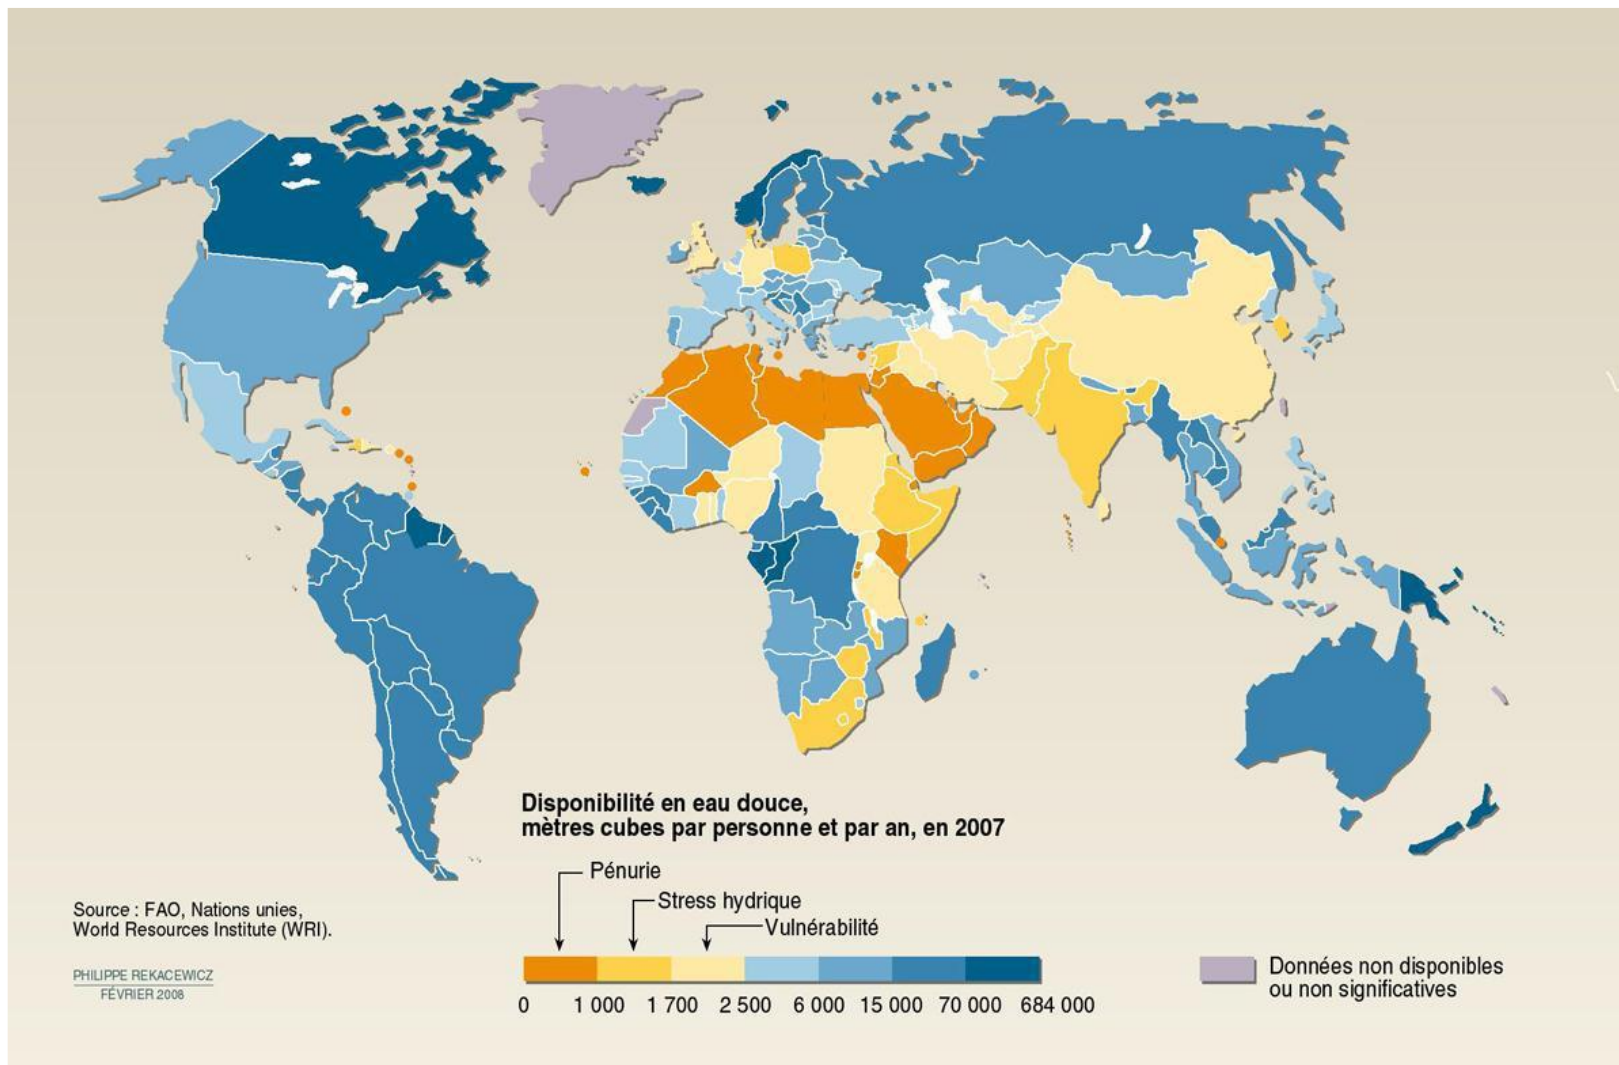 Disponibilité en eau douce,
mètres cubes par personne et par an, en 2007
Pénurie
Stress hydrique
Vulnérabilité
0 1 000 1 700 2 500 6 000 15 000 70 000 684 000
Source : FAO, Nations unies,
World Resources Institute (WRI).
PHILIPPE REKACEWICZ
FÉVRIER 2008
Données non disponibles
ou non significatives